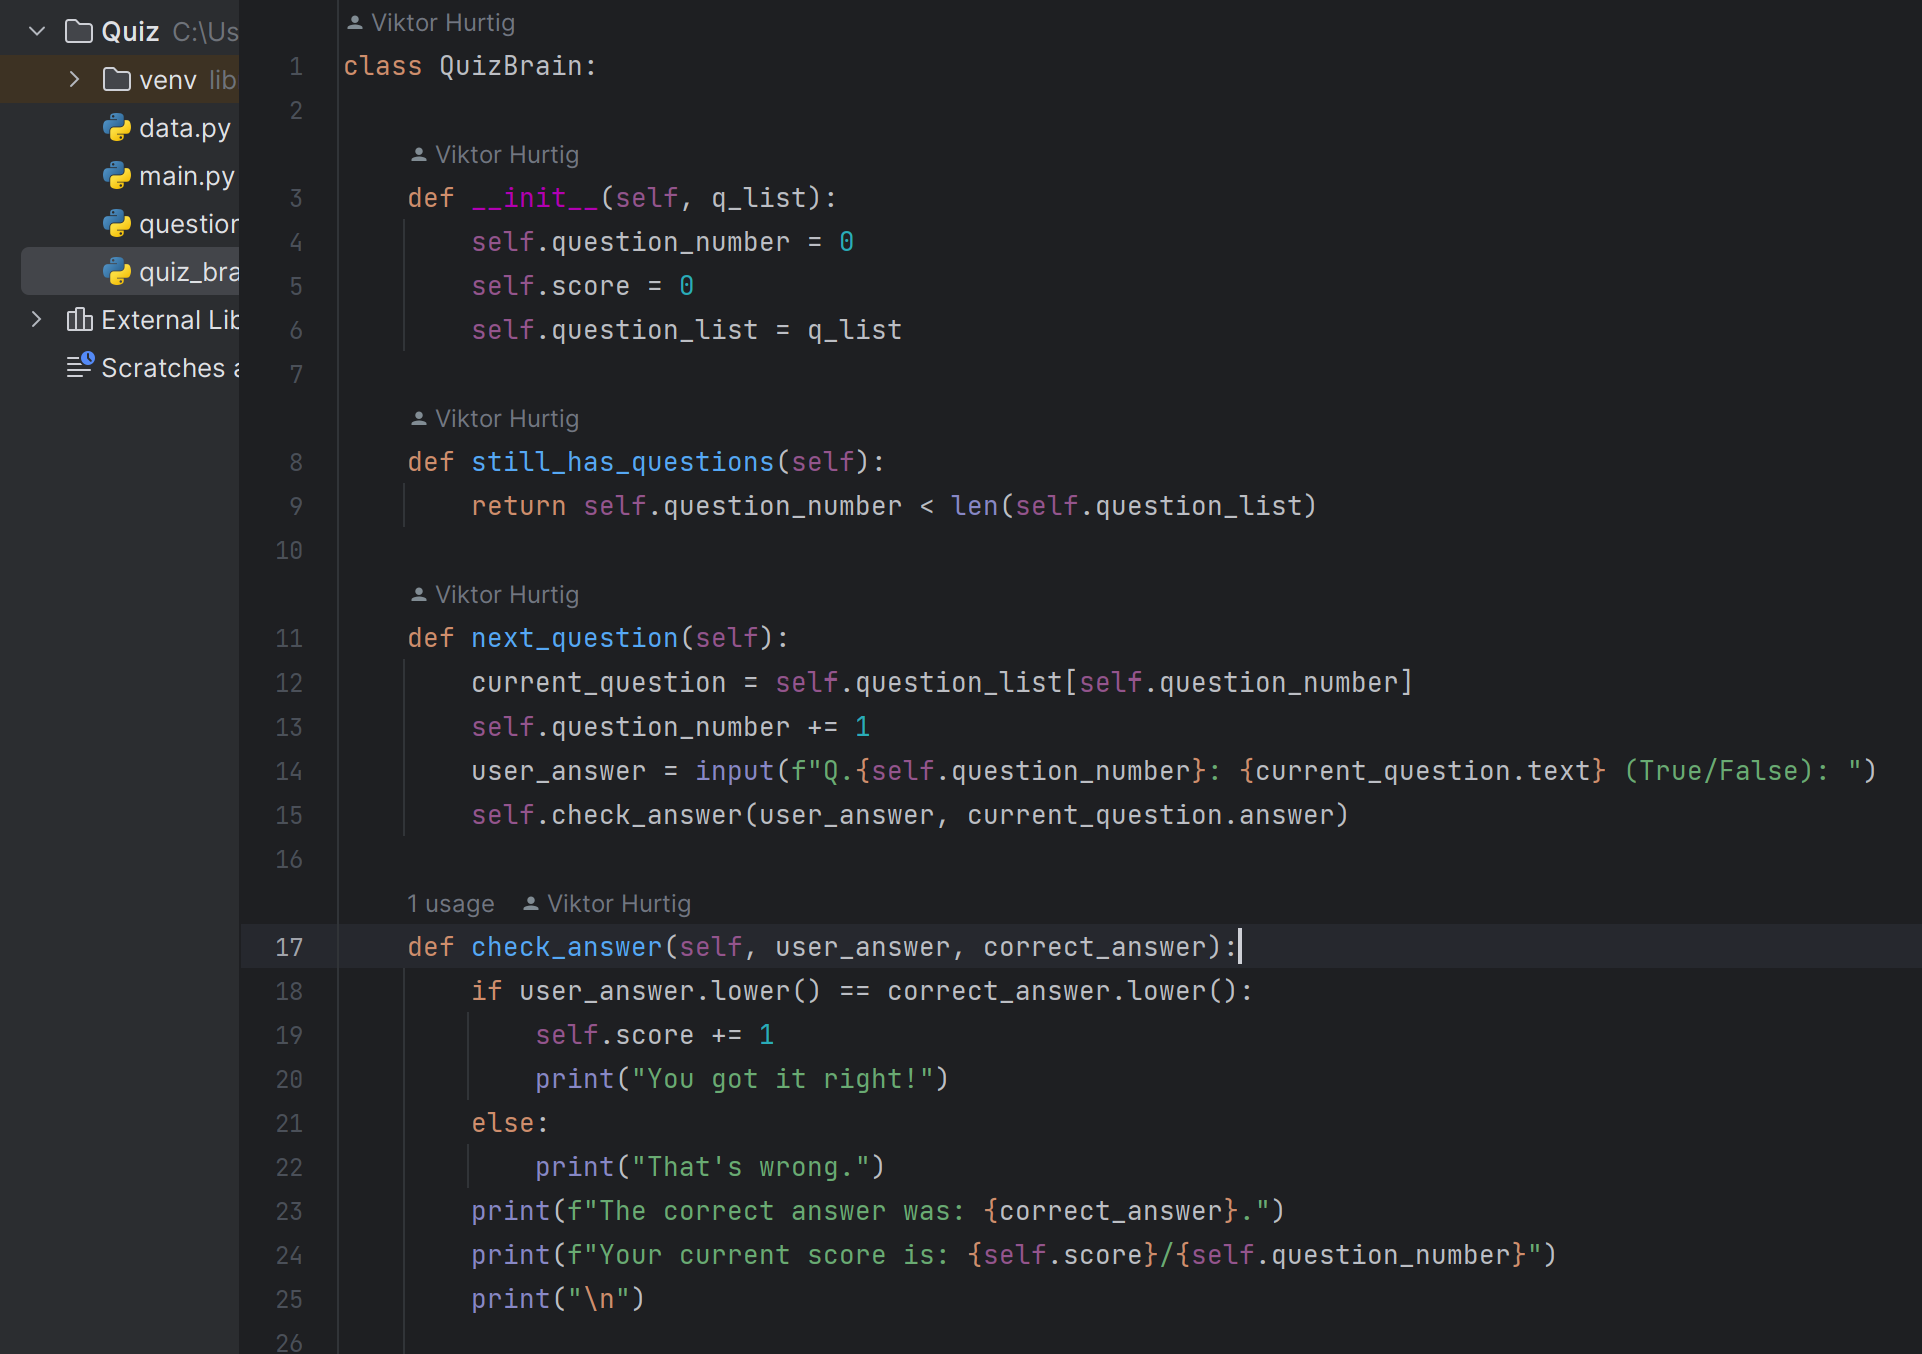 Quiz C:\Us
venv lib
data.py
main.py
question
quiz_bra
External Lib
Scratches a
Viktor Hurtig
1 class QuizBrain:
2
Viktor Hurtig
3 def __init__(self, q_list):
4 self.question_number = 0
5 self.score = 0
6 self.question_list = q_list
7
Viktor Hurtig
8 def still_has_questions(self):
9 return self.question_number < len(self.question_list)
10
Viktor Hurtig
11 def next_question(self):
12 current_question = self.question_list[self.question_number]
13 self.question_number += 1
14 user_answer = input(f"Q.{self.question_number}: {current_question.text} (True/False): ")
15 self.check_answer(user_answer, current_question.answer)
16
1 usage Viktor Hurtig
17 def check_answer(self, user_answer, correct_answer):
18 if user_answer.lower() == correct_answer.lower():
19 self.score += 1
20 print("You got it right!")
21 else:
22 print("That's wrong.")
23 print(f"The correct answer was: {correct_answer}.")
24 print(f"Your current score is: {self.score}/{self.question_number}")
25 print("\n")
26